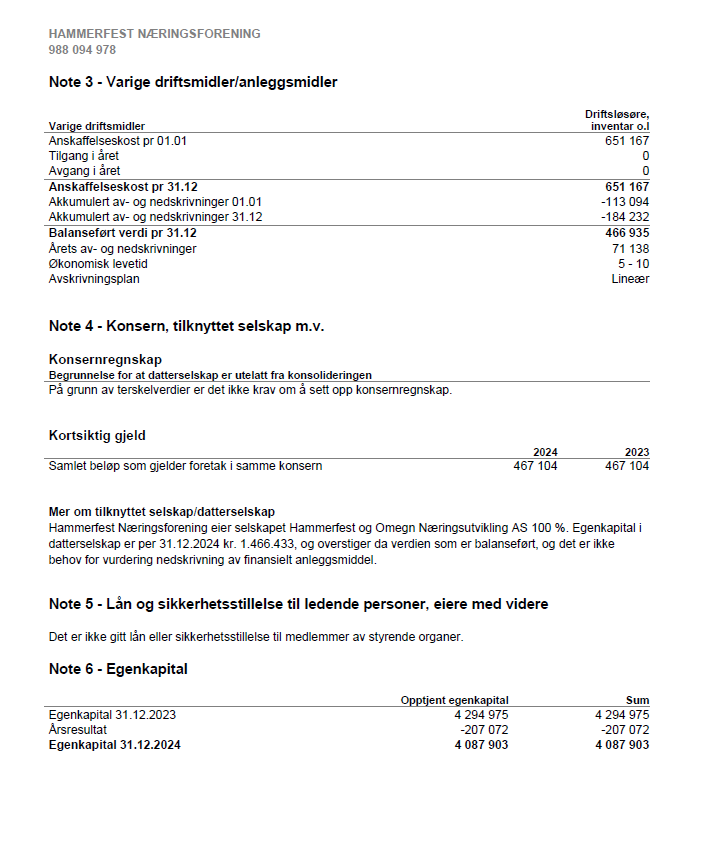 HAMMERFEST NÆRINGSFORENING
988 094 978
Note 3 - Varige driftsmidler/anleggsmidler
Driftsløsøre,
Varige driftsmidler inventar o.l
Anskaffelseskost pr 01.01 651 167
Tilgang i året 0
Avgang i året 0
Anskaffelseskost pr 31.12 651 167
Akkumulert av- og nedskrivninger 01.01 -113 094
Akkumulert av- og nedskrivninger 31.12 -184 232
Balanseført verdi pr 31.12 466 935
Årets av- og nedskrivninger 71 138
Økonomisk levetid 5 - 10
Avskrivningsplan Lineær
Note 4 - Konsern, tilknyttet selskap m.v.
Konsernregnskap
Begrunnelse for at datterselskap er utelatt fra konsolideringen
På grunn av terskelverdier er det ikke krav om å sett opp konsernregnskap.
Kortsiktig gjeld
2024 2023
Samlet beløp som gjelder foretak i samme konsern 467 104 467 104
Mer om tilknyttet selskap/datterselskap
Hammerfest Næringsforening eier selskapet Hammerfest og Omegn Næringsutvikling AS 100 %. Egenkapital i
datterselskap er per 31.12.2024 kr. 1.466.433, og overstiger da verdien som er balanseført, og det er ikke
behov for vurdering nedskrivning av finansielt anleggsmiddel.
Note 5 - Lån og sikkerhetsstillelse til ledende personer, eiere med videre
Det er ikke gitt lån eller sikkerhetsstillelse til medlemmer av styrende organer.
Note 6 - Egenkapital
Opptjent egenkapital Sum
Egenkapital 31.12.2023 4 294 975 4 294 975
Årsresultat -207 072 -207 072
Egenkapital 31.12.2024 4 087 903 4 087 903